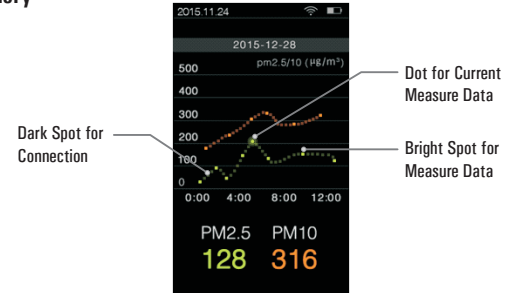 2015.11.24
2015-12-28
pm2.5/10 (μg/m³)
500
400
300
200
100
0
0:00 4:00 8:00 12:00
PM2.5 PM10
128 316
Dark Spot for
Connection
Dot for Current
Measure Data
Bright Spot for
Measure Data